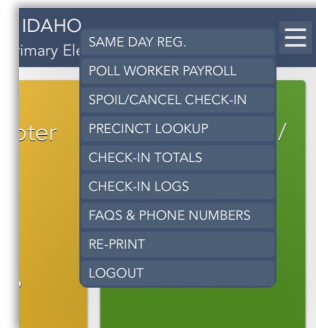 IDAHO
imary Ele
SAME DAY REG.
POLL WORKER PAYROLL
SPOIL/CANCEL CHECK-IN
oter
PRECINCT LOOKUP
/
CHECK-IN TOTALS
CHECK-IN LOGS
FAQS & PHONE NUMBERS
RE-PRINT
LOGOUT